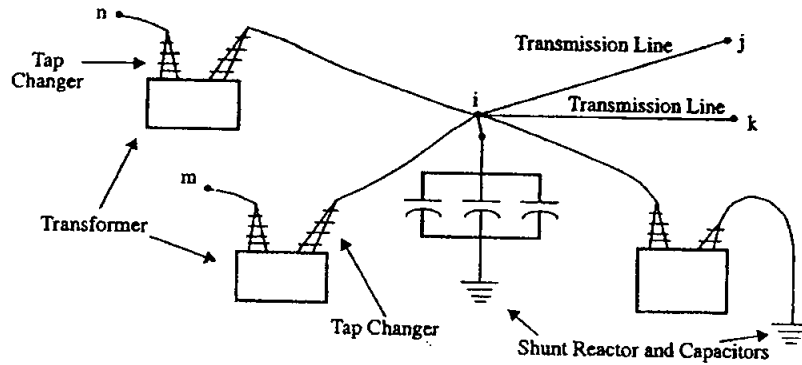 n
Tap
Changer
Transmission Line
j
i
Transmission Line
k
m
Transformer
Tap Changer
Shunt Reactor and Capacitors